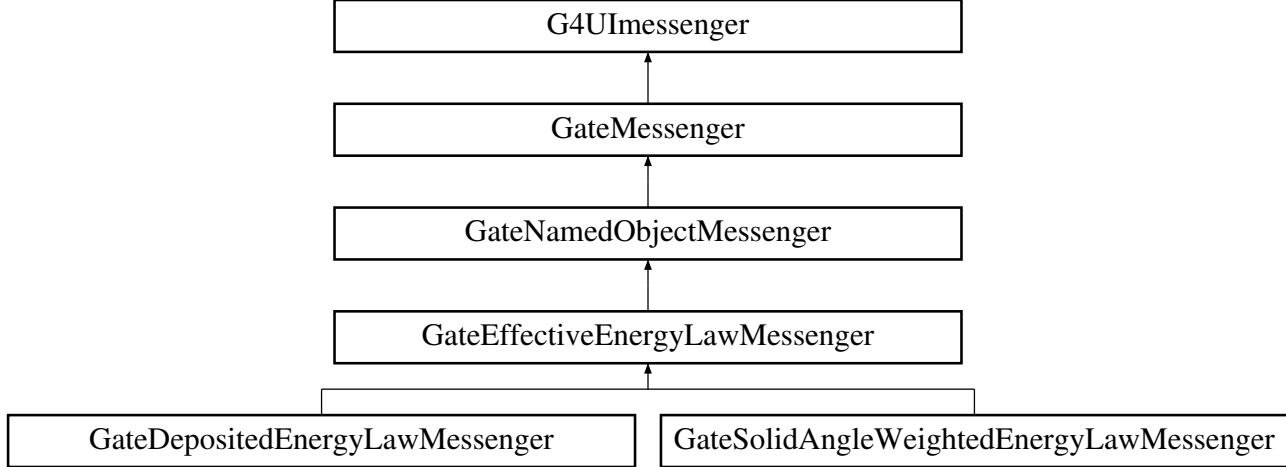 G4UImessenger
GateMessenger
GateNamedObjectMessenger
GateEffectiveEnergyLawMessenger
GateDepositedEnergyLawMessenger
GateSolidAngleWeightedEnergyLawMessenger